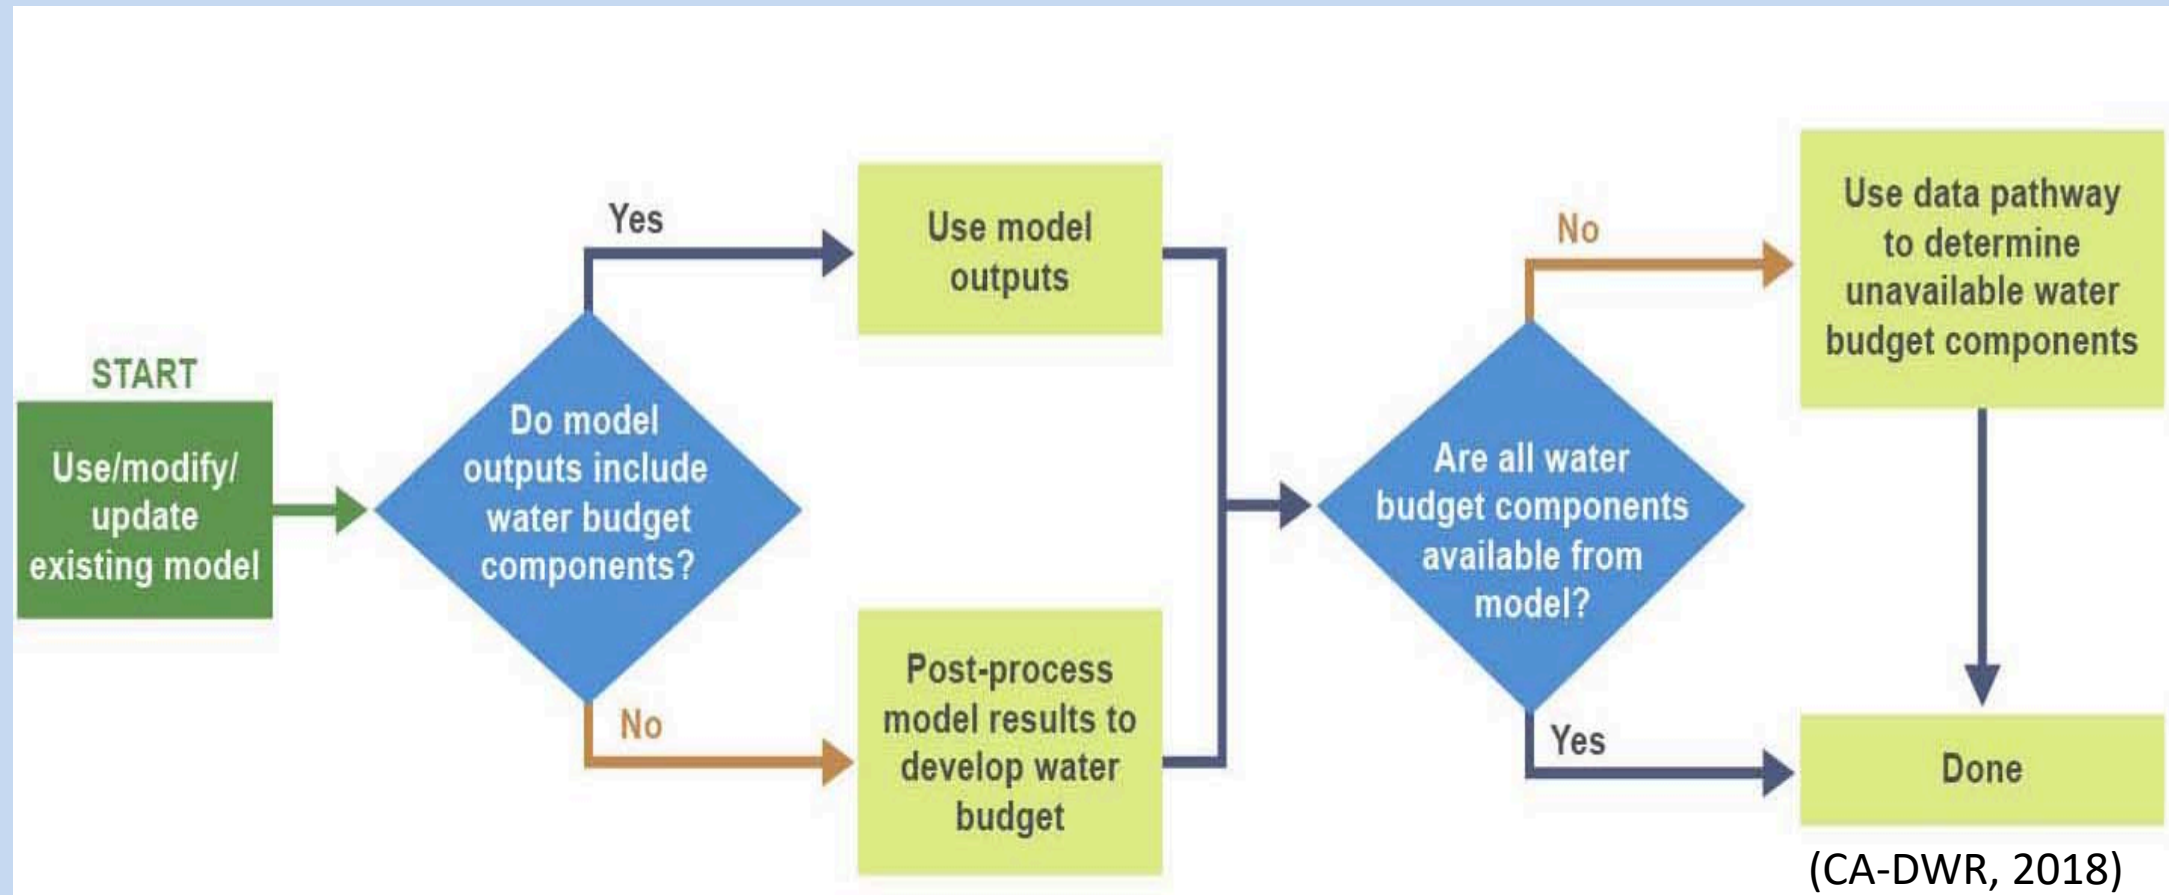 START
Use/modify/
update
existing model
Do model
outputs include
water budget
components?
Yes
Use model
outputs
No
Post-process
model results to
develop water
budget
Are all water
budget components
available from
model?
No
Use data pathway
to determine
unavailable water
budget components
Yes
Done
(CA-DWR, 2018)